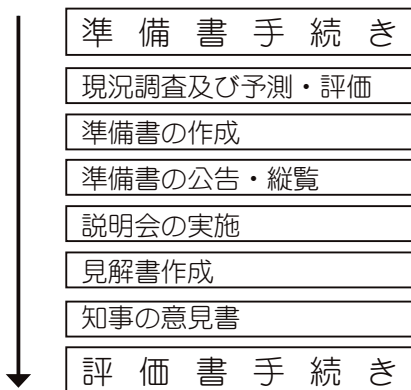 準備書手続き
現況調査及び予測・評価
準備書の作成
準備書の公告・縦覧
説明会の実施
見解書作成
知事の意見書
評価書手続き